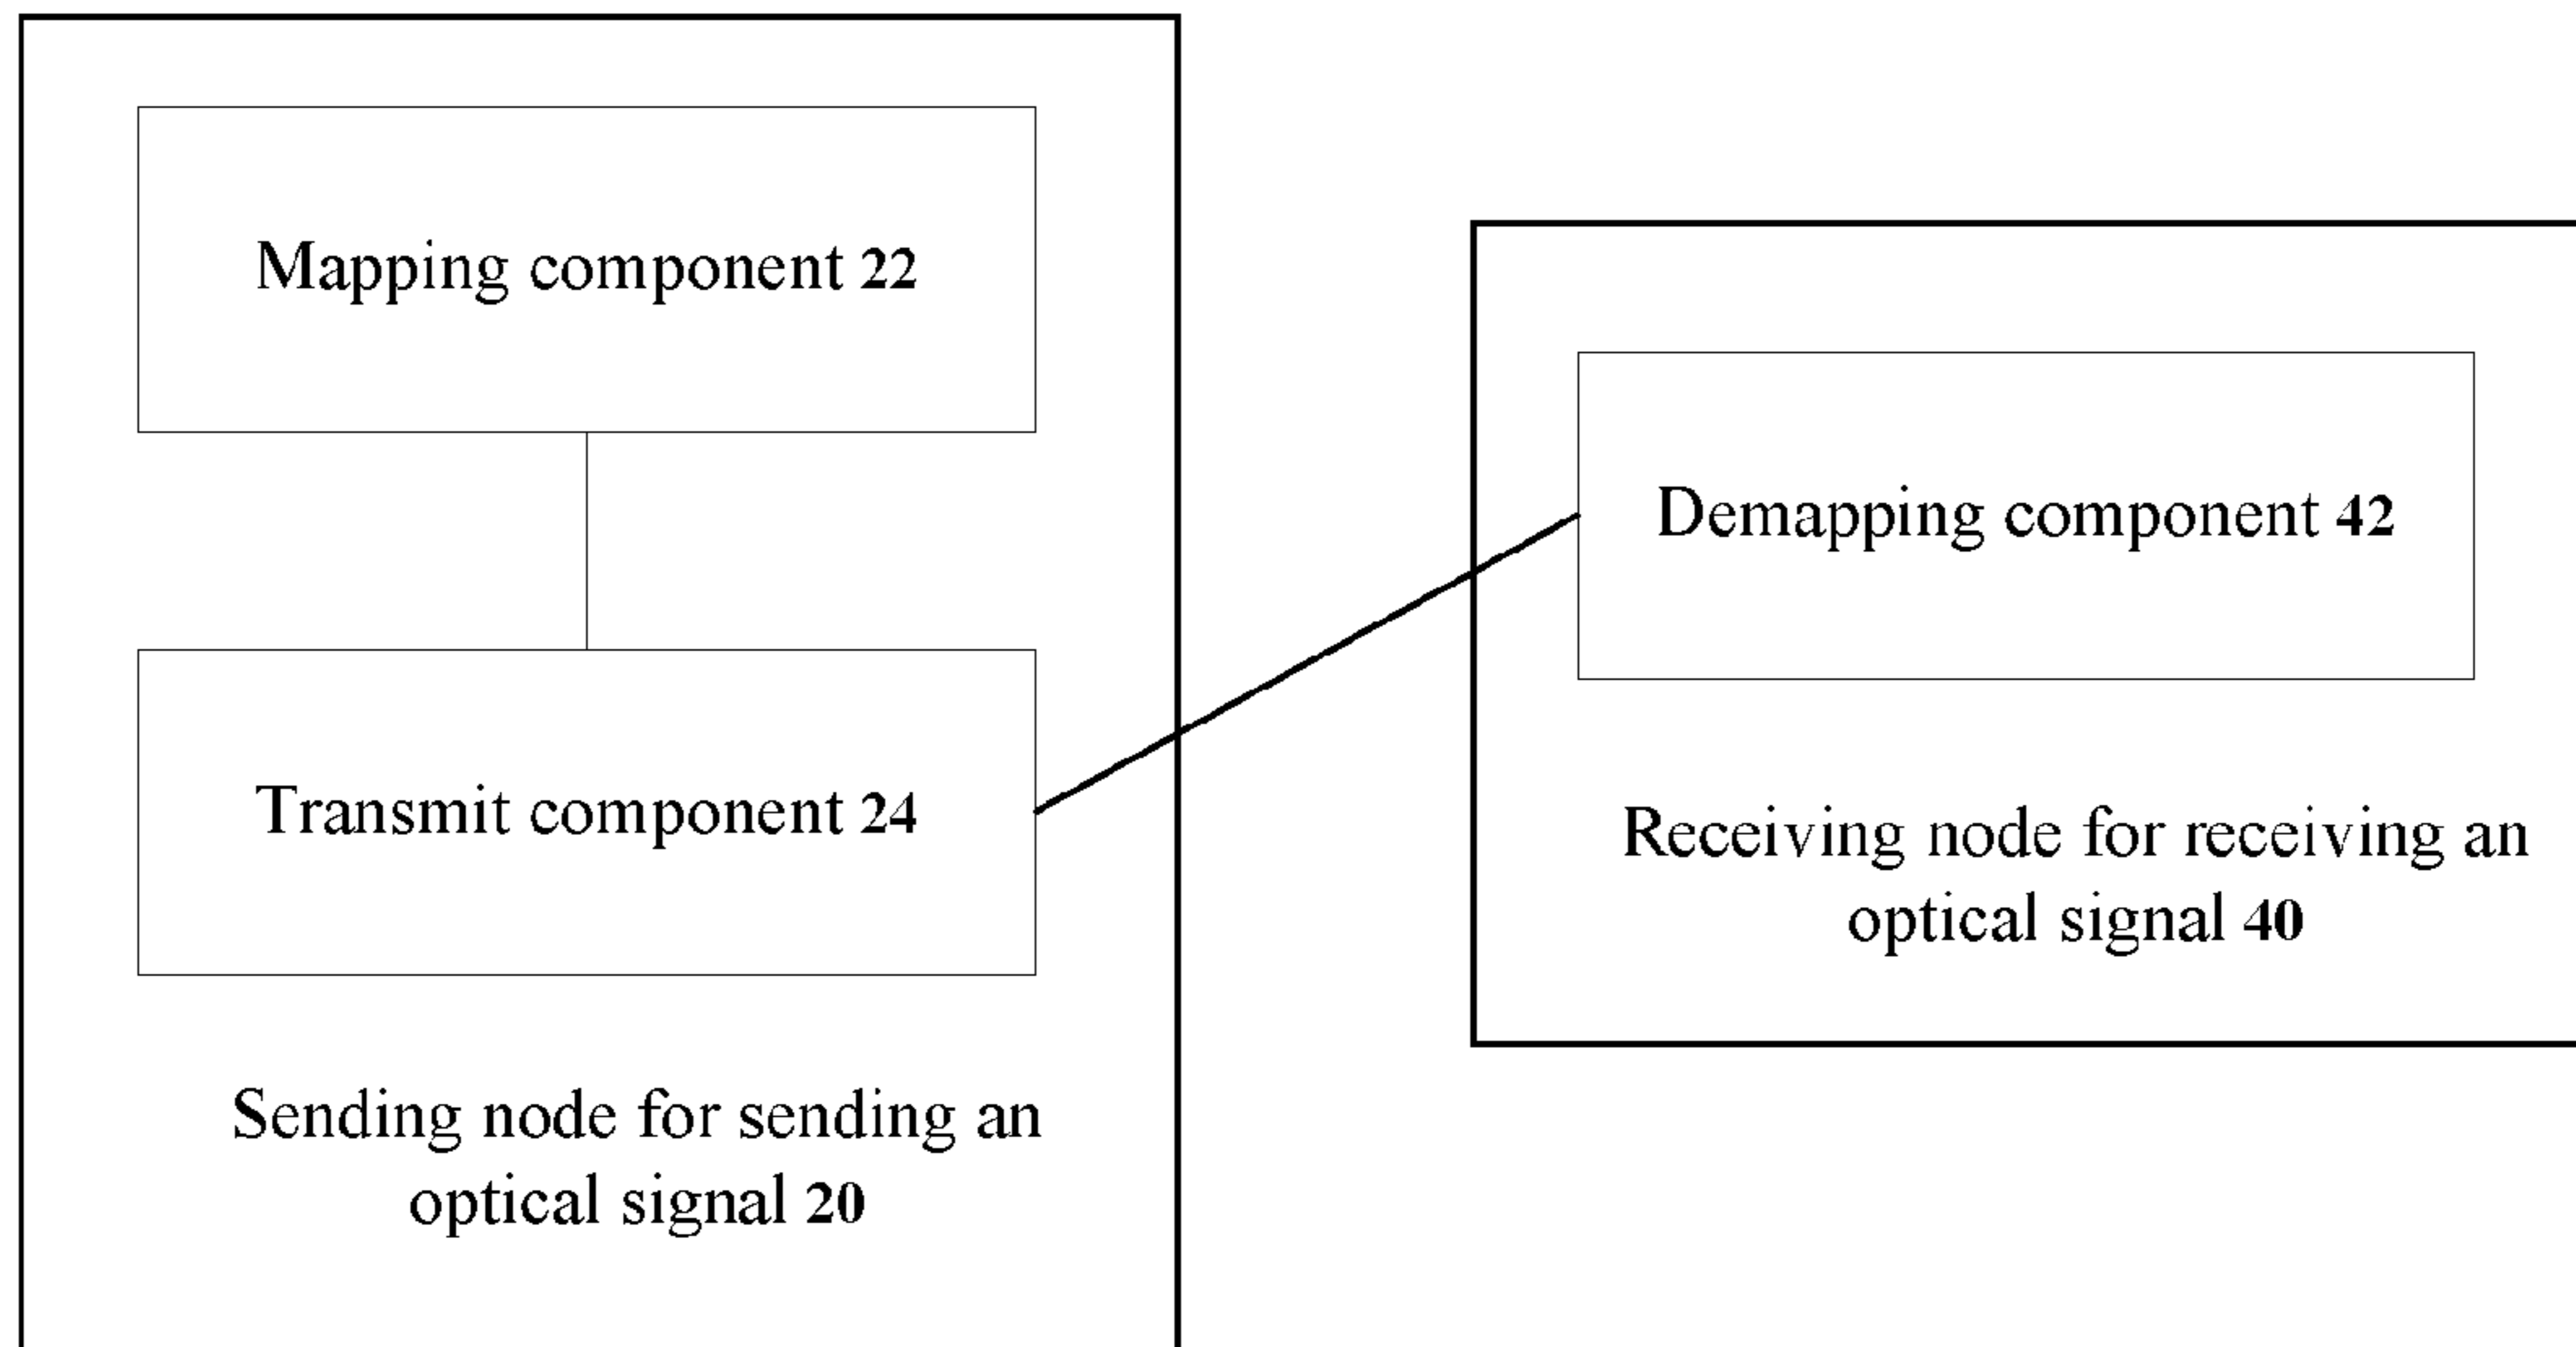 Mapping component 22
Transmit component 24
Sending node for sending an
optical signal 20
Demapping component 42
Receiving node for receiving an
optical signal 40